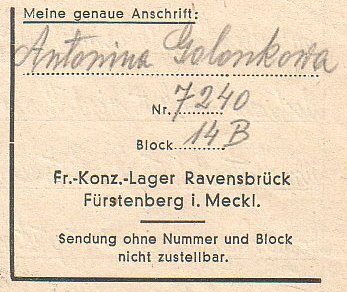 Meine genaue Anschrift:
Antonina Golonkowa
Nr. 7240
Block 14B
Fr.-Konz.-Lager Ravensbrück
Fürstenberg i. Meckl.
Sendung ohne Nummer und Block
nicht zustellbar.